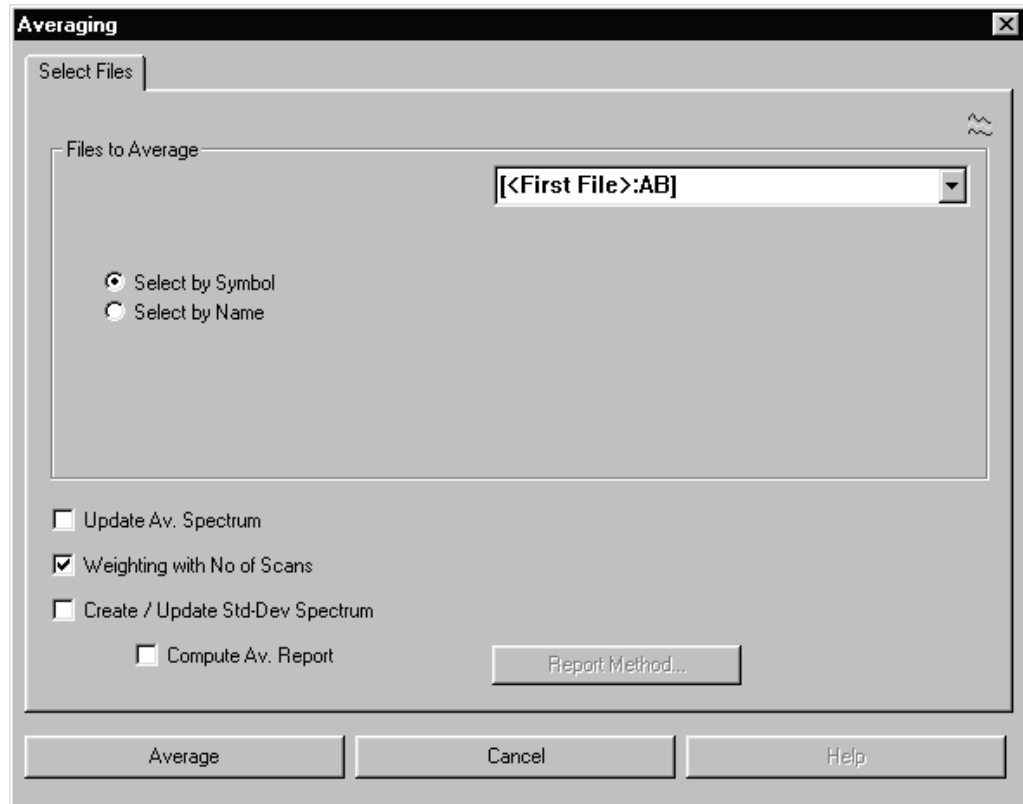 Averaging
Select Files
Files to Average
[<First File>:AB]
Select by Symbol
Select by Name
Update Av. Spectrum
Weighting with No of Scans
Create / Update Std-Dev Spectrum
Compute Av. Report
Report Method...
Average
Cancel
Help